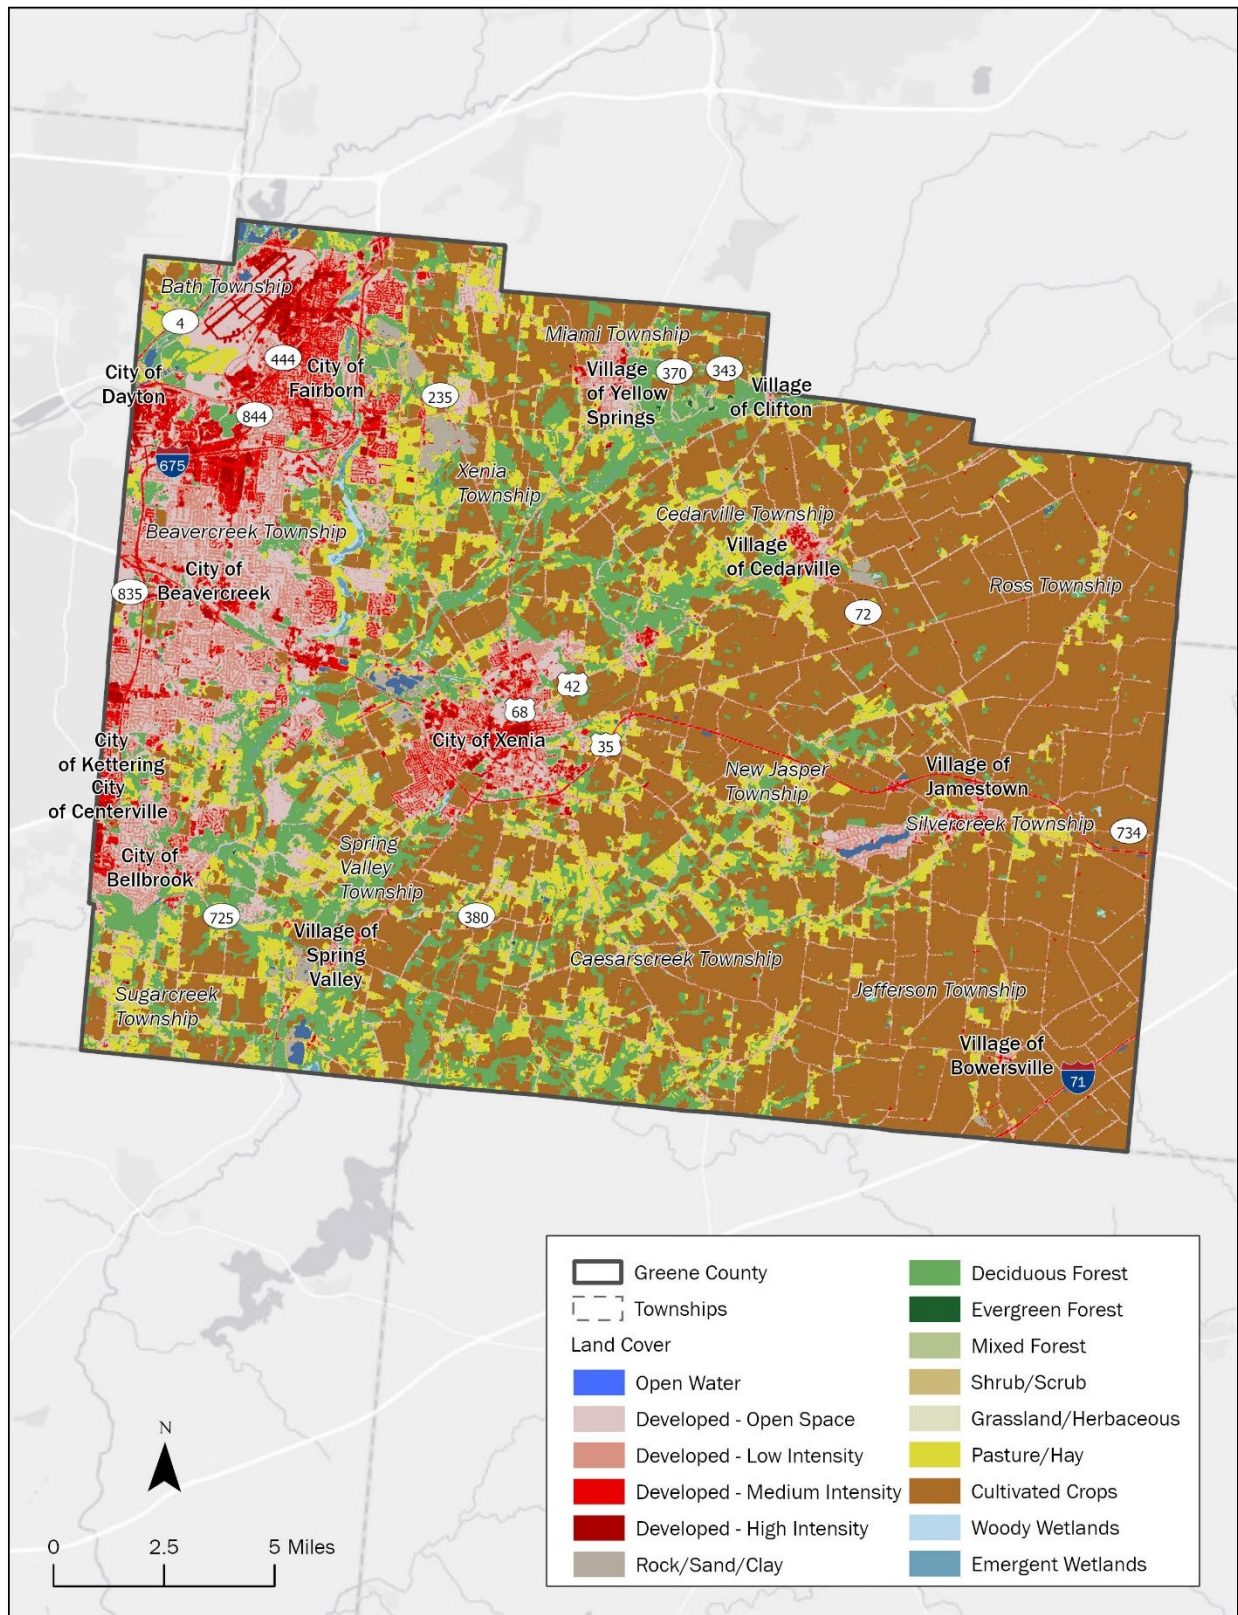 Bath Township
4
City of
Dayton
444
City of
Fairborn
844
235
675
Miami Township
Village
of Yellow
Springs
370
343
Village
of Clifton
Xenia
Township
Cedarville Township
Village
of Cedarville
Beavercreek Township
City of
Beavercreek
835
Ross Township
72
42
68
City of Xenia
35
City
of Kettering
City
of Centerville
New Jasper
Township
Village of
Jamestown
Silvercreek Township
734
City of
Bellbrook
Spring
Valley
Township
725
380
Village of
Spring
Valley
Caesarscreek Township
Jefferson Township
Sugarcreek
Township
Village of
Bowersville
71
Greene County
Townships
Land Cover
Open Water
Developed - Open Space
Developed - Low Intensity
Developed - Medium Intensity
Developed - High Intensity
Rock/Sand/Clay
Deciduous Forest
Evergreen Forest
Mixed Forest
Shrub/Scrub
Grassland/Herbaceous
Pasture/Hay
Cultivated Crops
Woody Wetlands
Emergent Wetlands
N
0 2.5 5 Miles